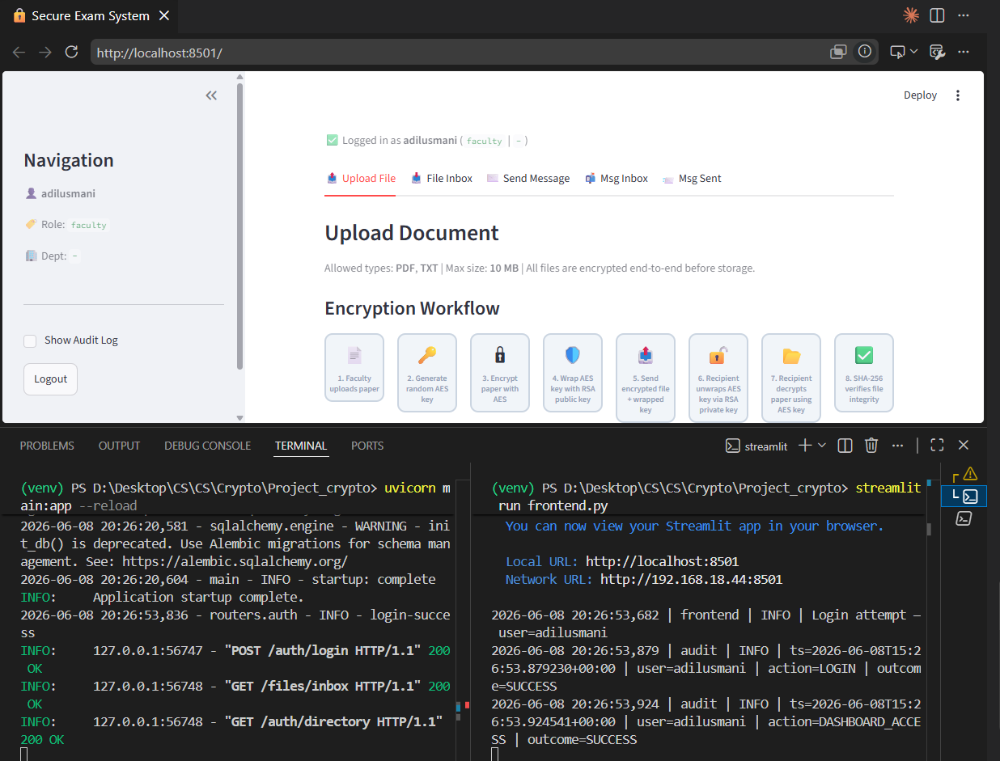 Secure Exam System
http://localhost:8501/
Deploy
Navigation
adilusmani
Role: faculty
Dept: -
Show Audit Log
Logout
Logged in as adilusmani ( faculty | - )
Upload File
File Inbox
Send Message
Msg Inbox
Msg Sent
Upload Document
Allowed types: PDF, TXT | Max size: 10 MB | All files are encrypted end-to-end before storage.
Encryption Workflow
1. Faculty
uploads paper
2. Generate
random AES
key
3. Encrypt
paper with
AES
4. Wrap AES
key with RSA
public key
5. Send
encrypted file
+ wrapped
key
6. Recipient
unwraps AES
key via RSA
private key
7. Recipient
decrypts
paper using
AES key
8. SHA-256
verifies file
integrity
PROBLEMS
OUTPUT
DEBUG CONSOLE
TERMINAL
PORTS
streamlit
(venv) PS D:\Desktop\CS\CS\Crypto\Project_crypto> uvicorn m
ain:app --reload
2026-06-08 20:26:20,581 - sqlalchemy.engine - WARNING - ini
t_db() is deprecated. Use Alembic migrations for schema man
agement. See: https://alembic.sqlalchemy.org/
2026-06-08 20:26:20,604 - main - INFO - startup: complete
INFO:     Application startup complete.
2026-06-08 20:26:53,836 - routers.auth - INFO - login-succe
ss
INFO:     127.0.0.1:56747 - "POST /auth/login HTTP/1.1" 200
OK
INFO:     127.0.0.1:56748 - "GET /files/inbox HTTP/1.1" 200
OK
INFO:     127.0.0.1:56748 - "GET /auth/directory HTTP/1.1"
200 OK
(venv) PS D:\Desktop\CS\CS\Crypto\Project_crypto> streamlit
run frontend.py
You can now view your Streamlit app in your browser.
Local URL: http://localhost:8501
Network URL: http://192.168.18.44:8501
2026-06-08 20:26:53,682 | frontend | INFO | Login attempt —
user=adilusmani
2026-06-08 20:26:53,879 | audit | INFO | ts=2026-06-08T15:2
6:53.879230+00:00 | user=adilusmani | action=LOGIN | outcom
e=SUCCESS
2026-06-08 20:26:53,924 | audit | INFO | ts=2026-06-08T15:2
6:53.924541+00:00 | user=adilusmani | action=DASHBOARD_ACCE
SS | outcome=SUCCESS